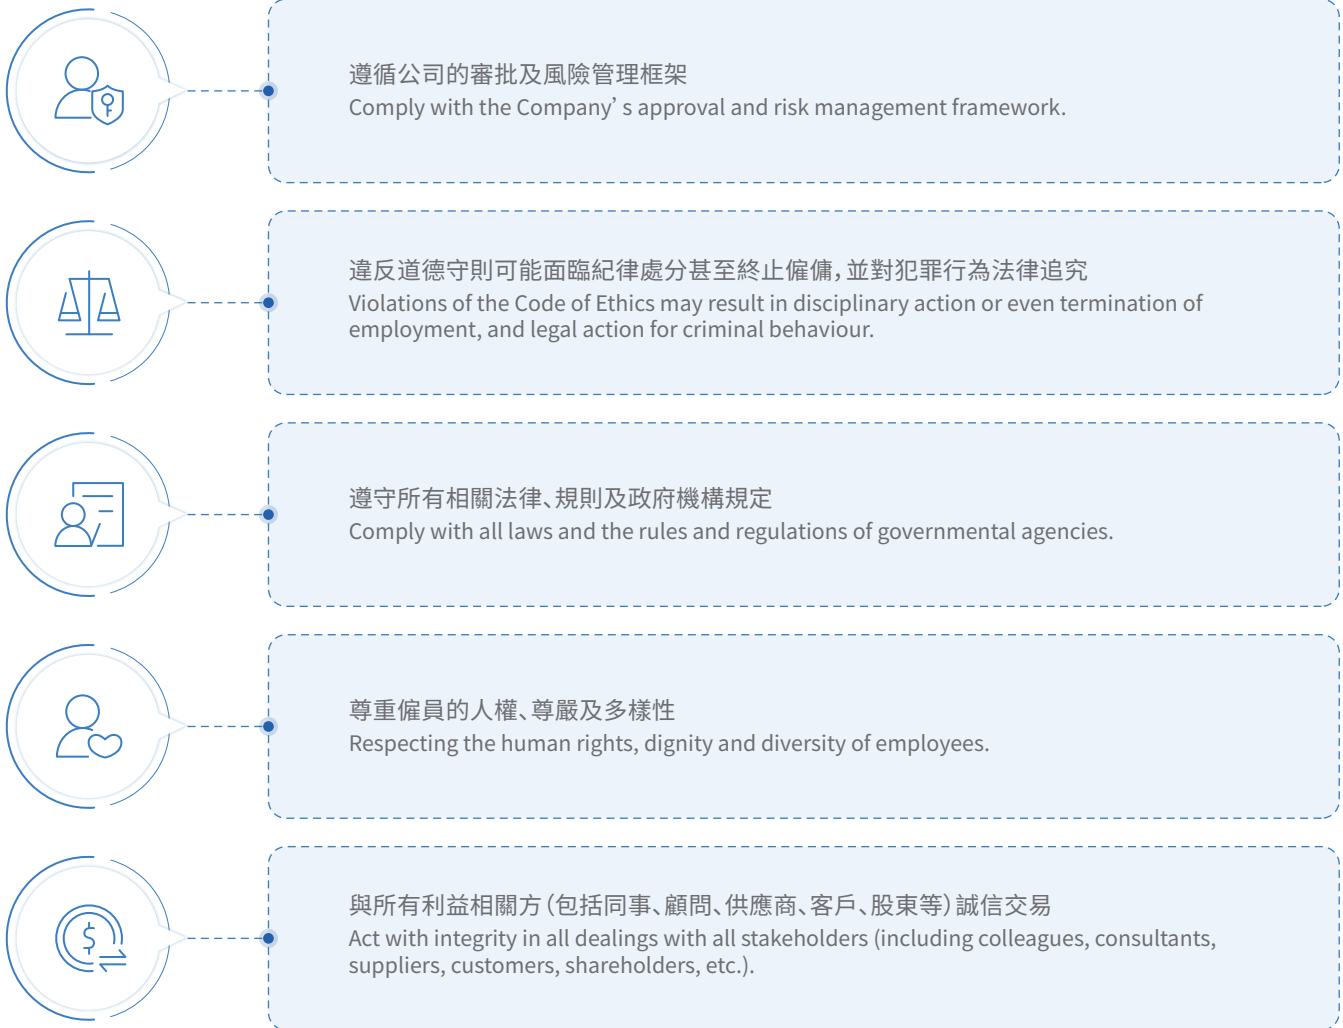 遵循公司的審批及風險管理框架
Comply with the Company’s approval and risk management framework.
違反道德守則可能面臨紀律處分甚至終止僱傭，並對犯罪行為法律追究
Violations of the Code of Ethics may result in disciplinary action or even termination of
employment, and legal action for criminal behaviour.
遵守所有相關法律、規則及政府機構規定
Comply with all laws and the rules and regulations of governmental agencies.
尊重僱員的人權、尊嚴及多樣性
Respecting the human rights, dignity and diversity of employees.
與所有利益相關方（包括同事、顧問、供應商、客戶、股東等）誠信交易
Act with integrity in all dealings with all stakeholders (including colleagues, consultants,
suppliers, customers, shareholders, etc.).